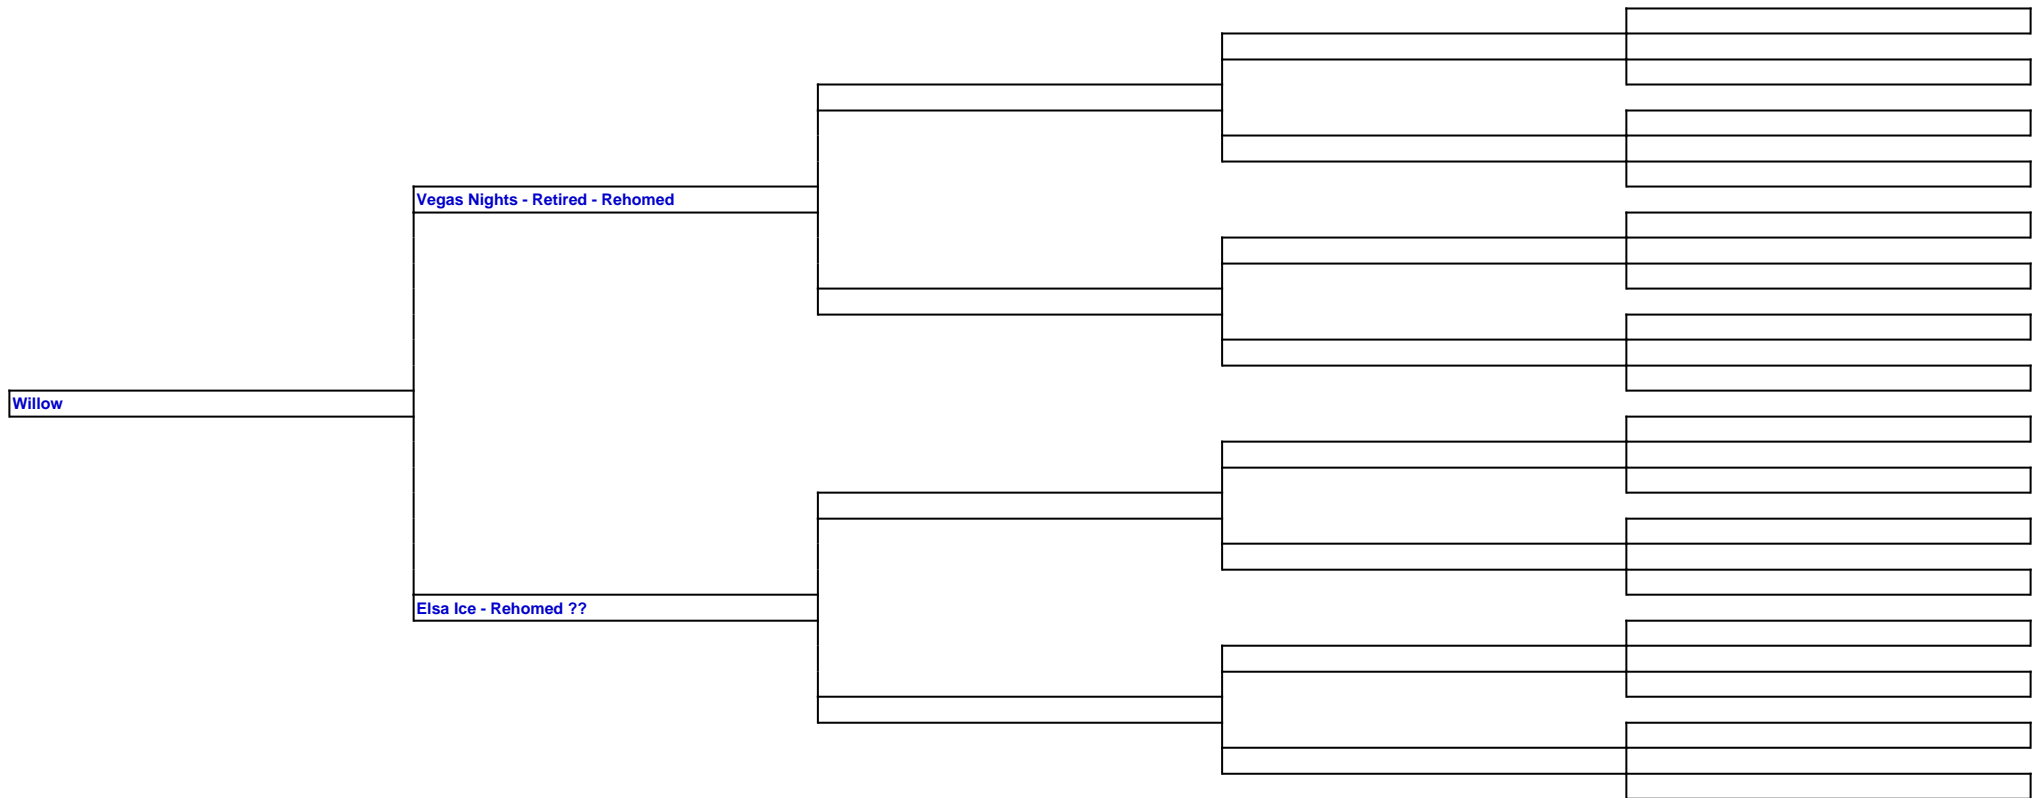 Vegas Nights - Retired - Rehomed
Willow
Elsa Ice - Rehomed ??